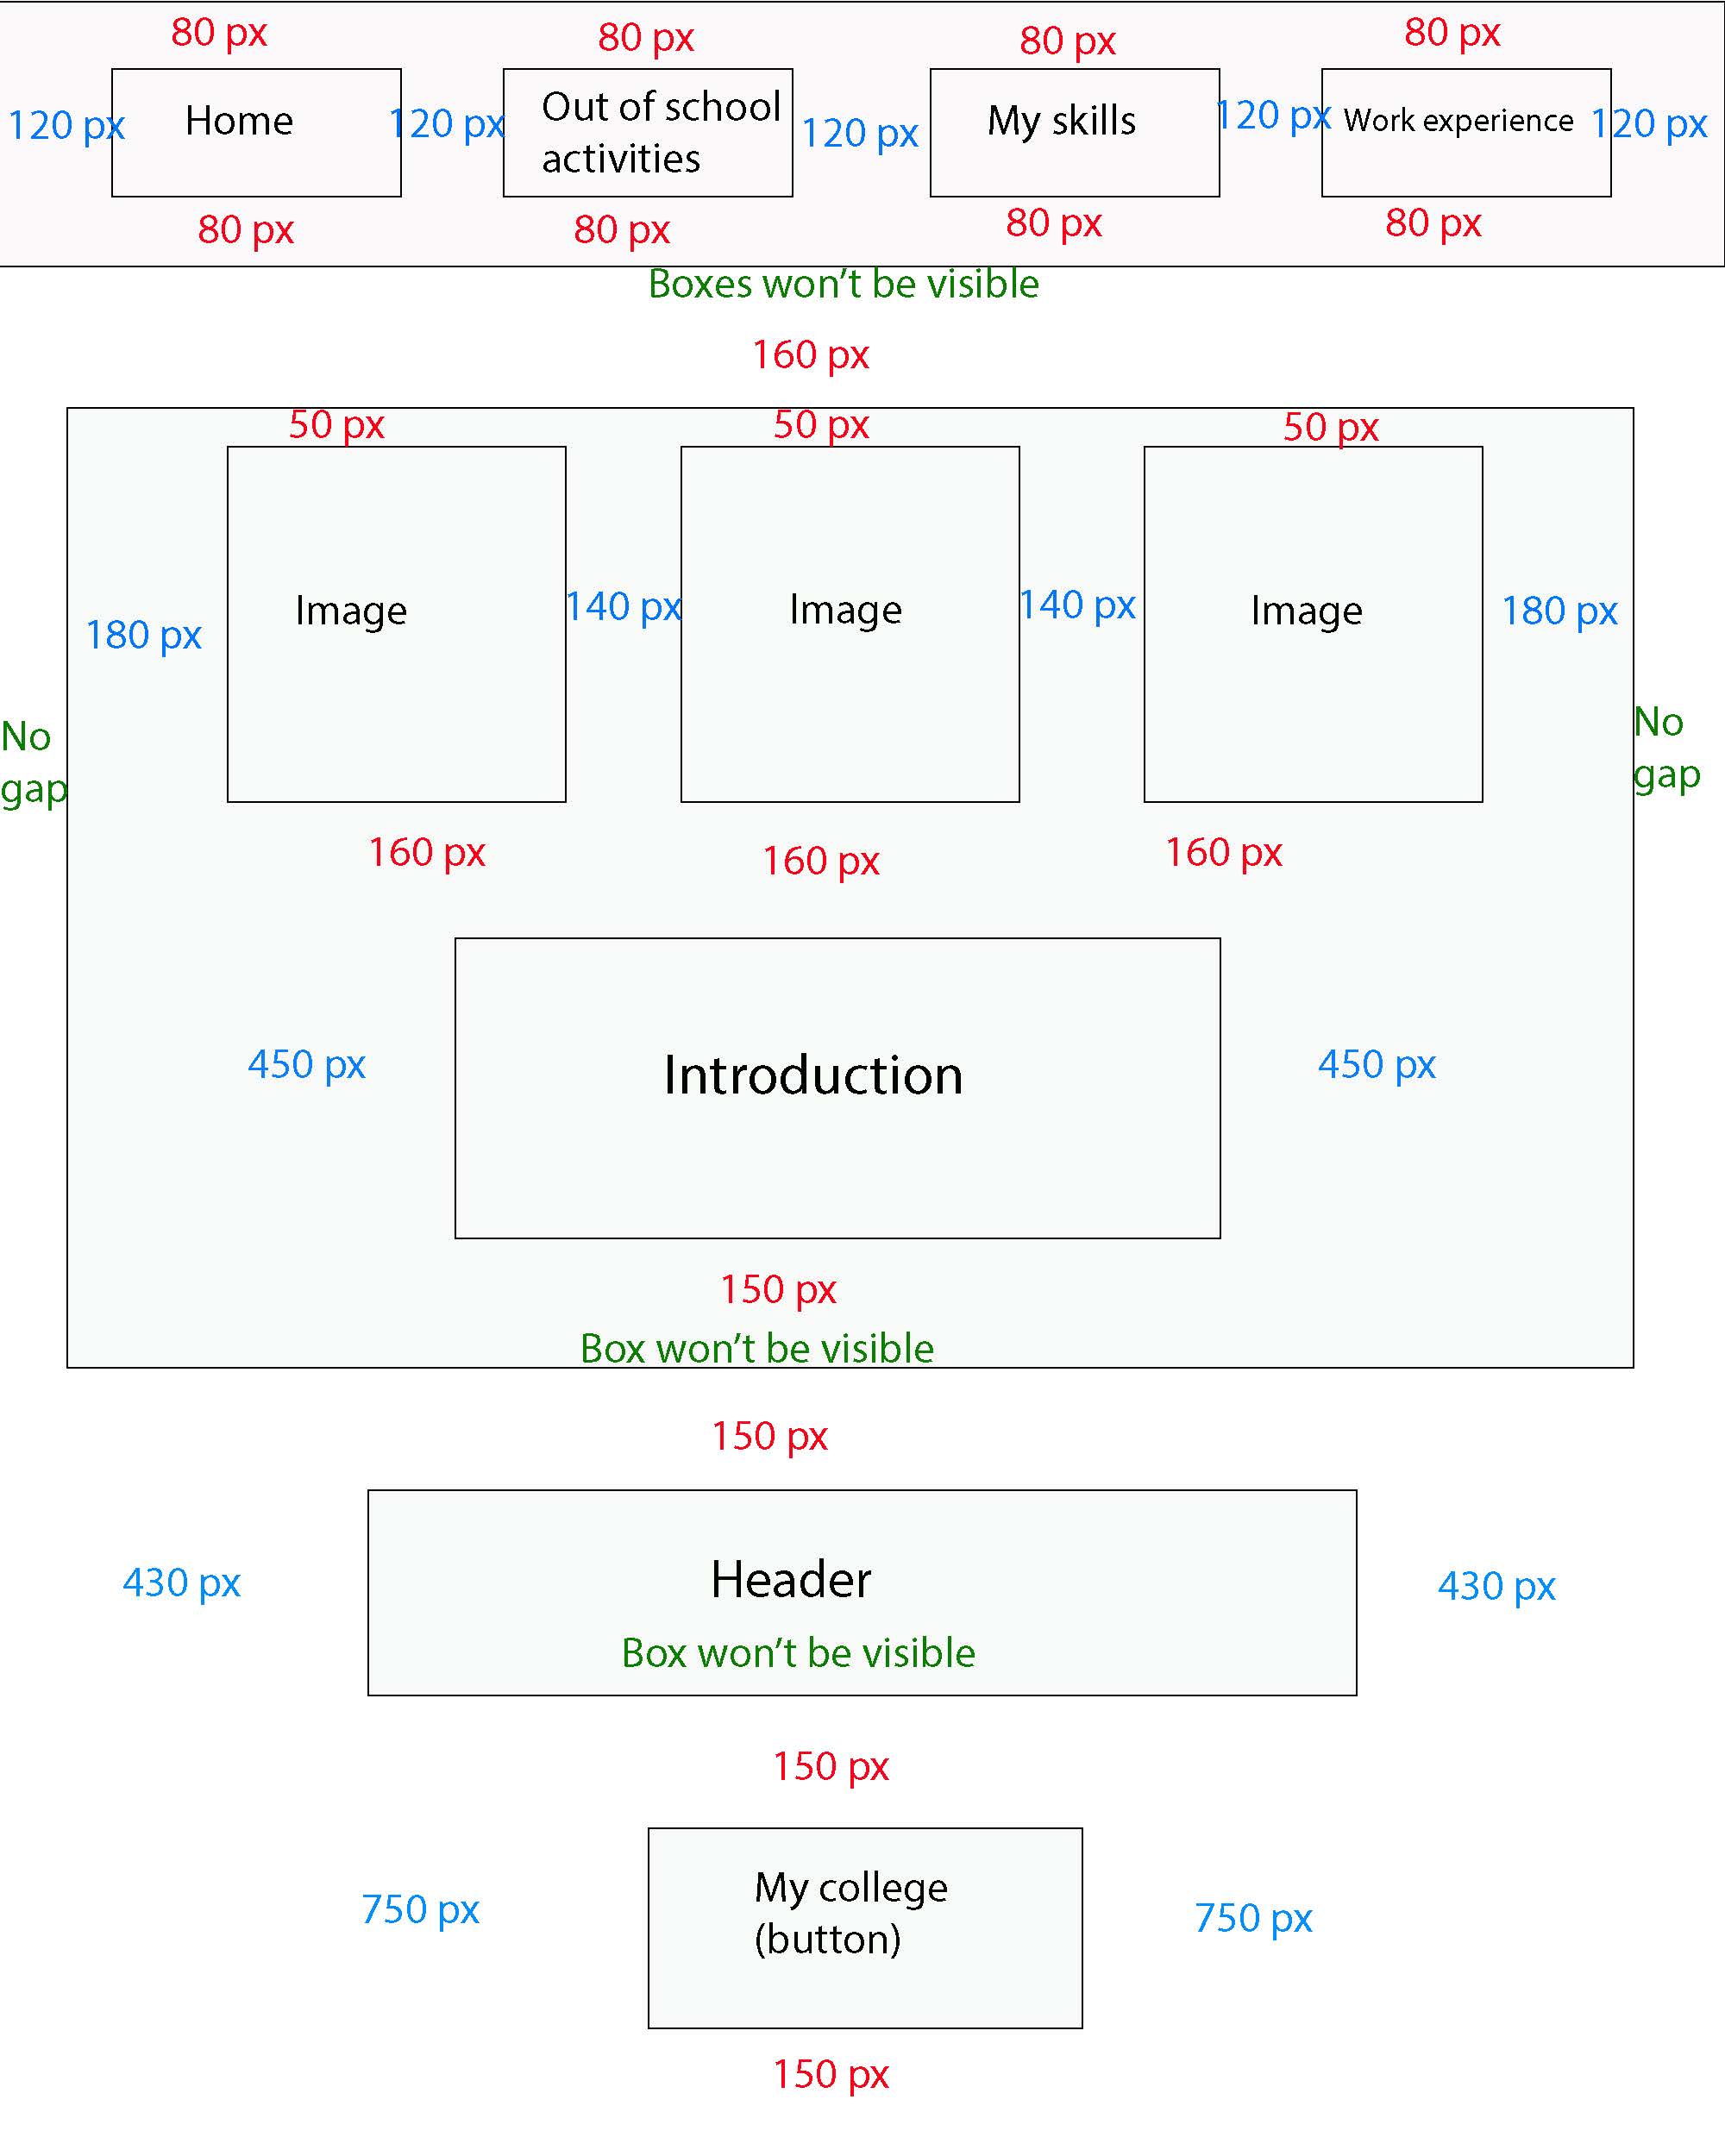 80 px
80 px
80 px
80 px
120 px
Home
120 px
Out of school
activities
120 px
My skills
120 px
Work experience
120 px
80 px
80 px
80 px
80 px
Boxes won't be visible
160 px
50 px
50 px
50 px
180 px
Image
140 px
Image
140 px
Image
180 px
No
gap
No
gap
160 px
160 px
160 px
450 px
Introduction
450 px
150 px
Box won't be visible
150 px
430 px
Header
430 px
Box won't be visible
150 px
750 px
My college
(button)
750 px
150 px